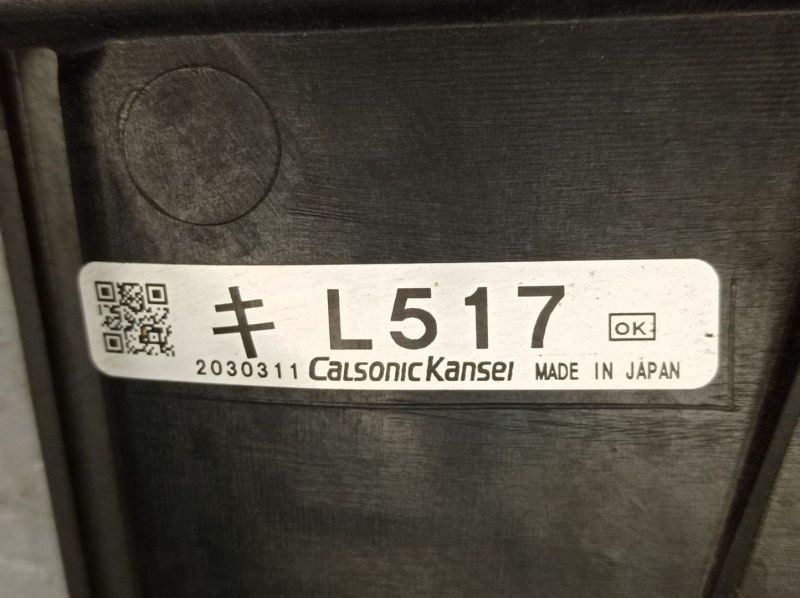 キ L517 OK
2030311 CalsonicKansei MADE IN JAPAN